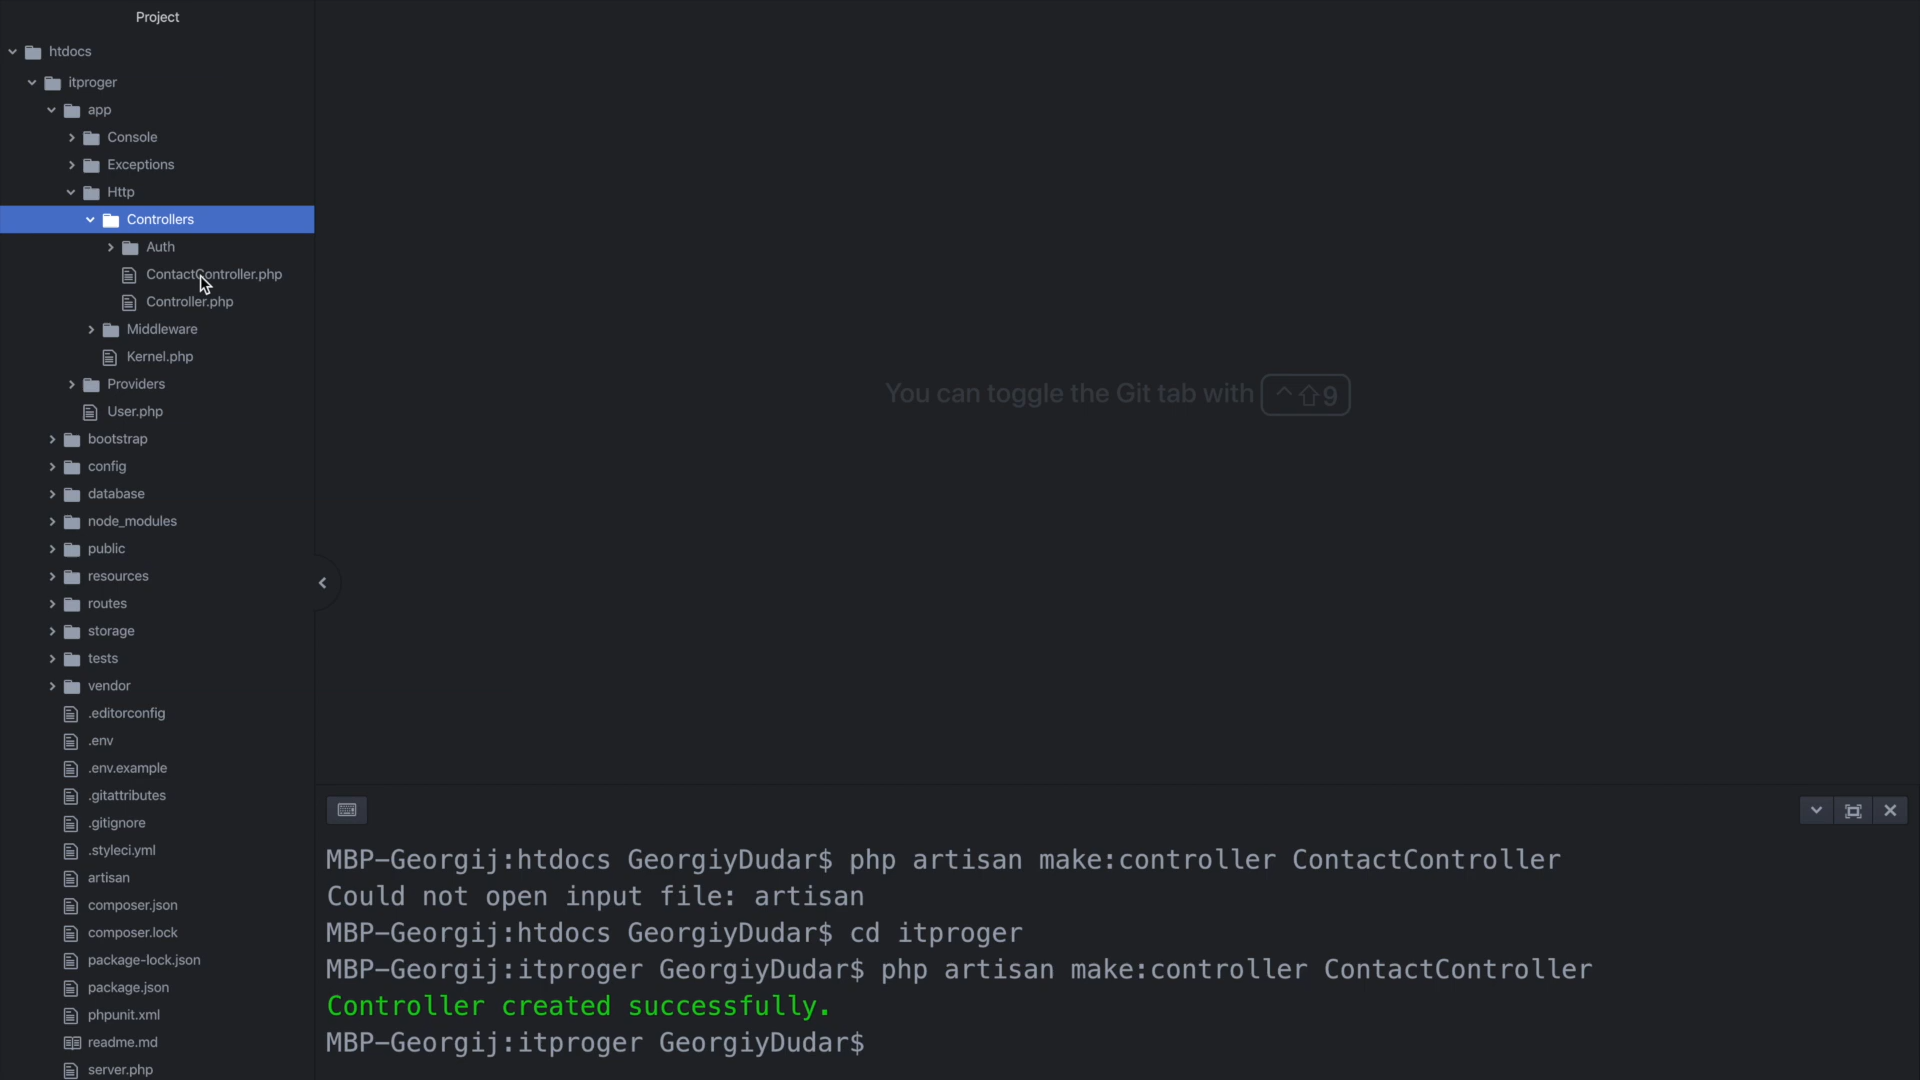 Project
htdocs
itproger
app
Console
Exceptions
Http
Controllers
Auth
ContactController.php
Controller.php
Middleware
Kernel.php
Providers
User.php
bootstrap
config
database
node_modules
public
resources
routes
storage
tests
vendor
.editorconfig
.env
.env.example
.gitattributes
.gitignore
.styleci.yml
artisan
composer.json
composer.lock
package-lock.json
package.json
phpunit.xml
readme.md
server.php
You can toggle the Git tab with ⌃⇧9
MBP-Georgij:htdocs GeorgiyDudar$ php artisan make:controller ContactController
Could not open input file: artisan
MBP-Georgij:htdocs GeorgiyDudar$ cd itproger
MBP-Georgij:itproger GeorgiyDudar$ php artisan make:controller ContactController
Controller created successfully.
MBP-Georgij:itproger GeorgiyDudar$